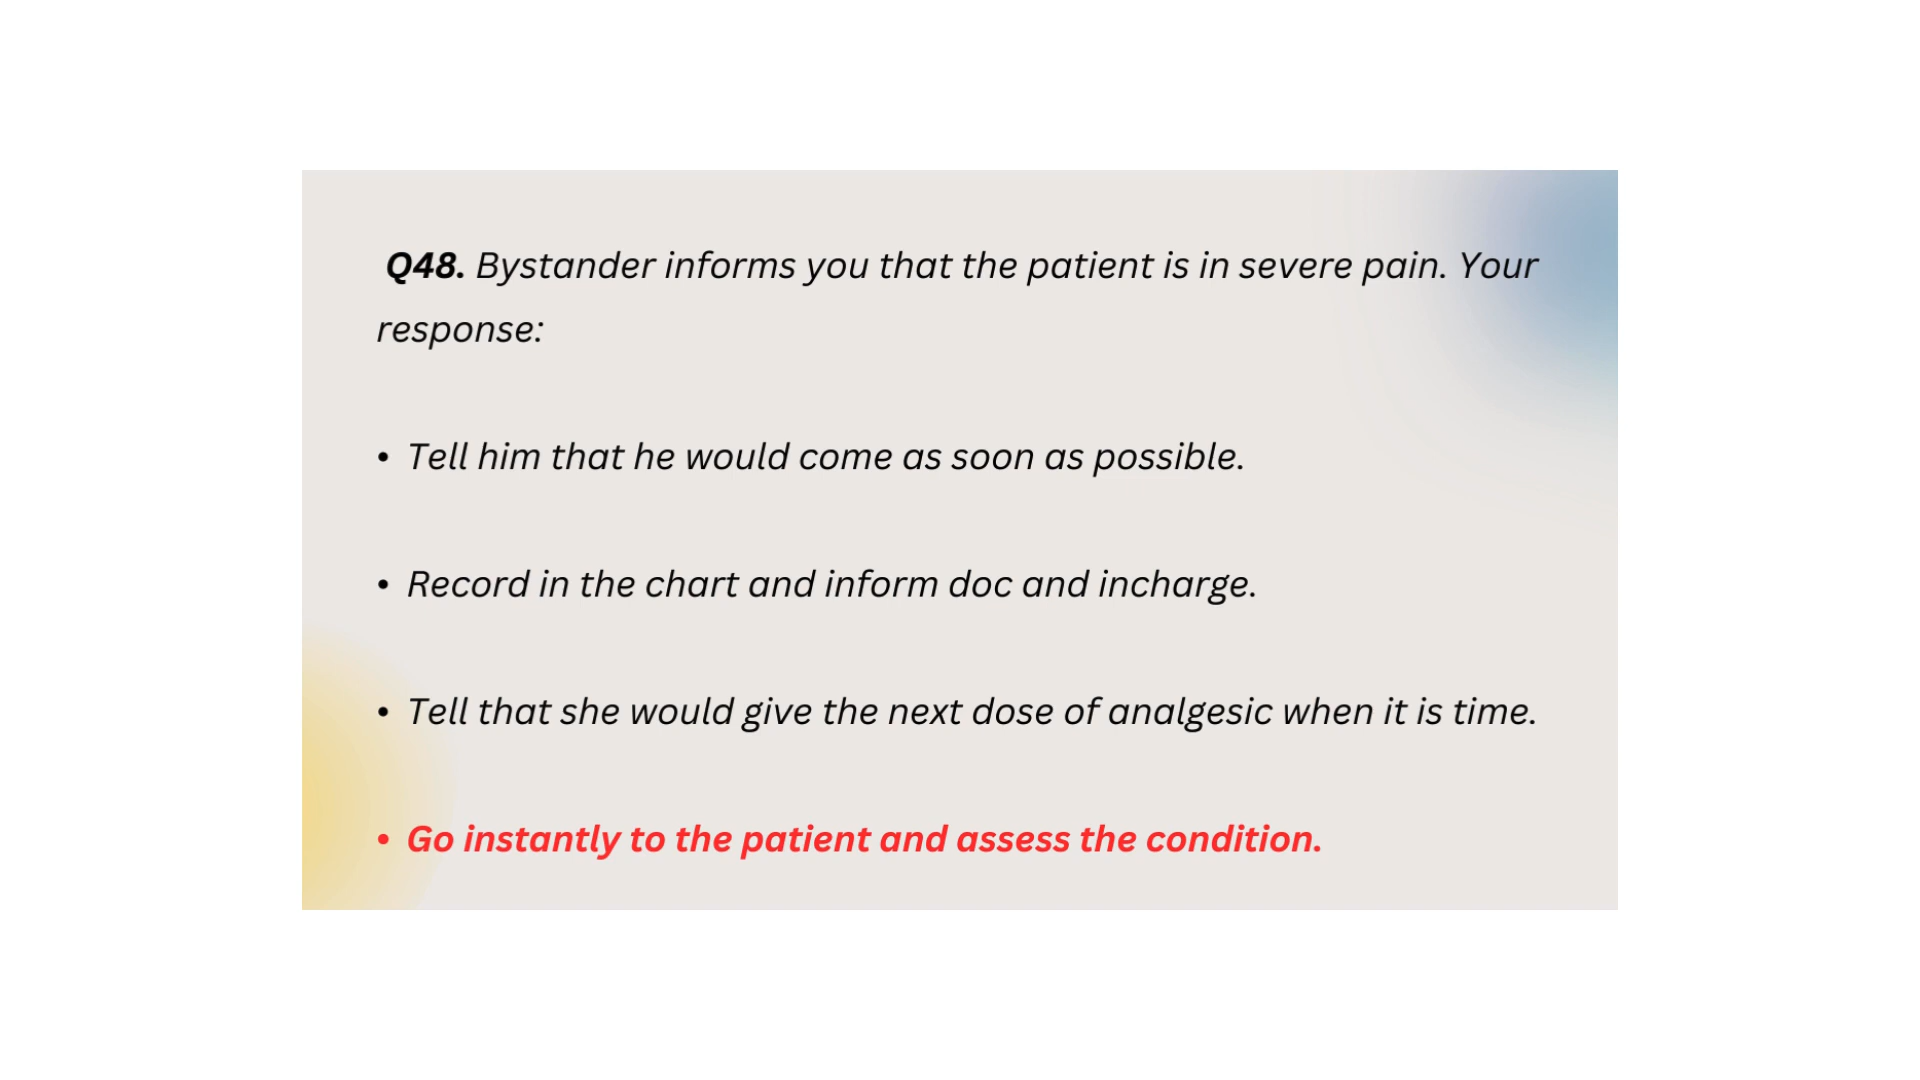 Q48. Bystander informs you that the patient is in severe pain. Your
response:
• Tell him that he would come as soon as possible.
• Record in the chart and inform doc and incharge.
• Tell that she would give the next dose of analgesic when it is time.
• Go instantly to the patient and assess the condition.